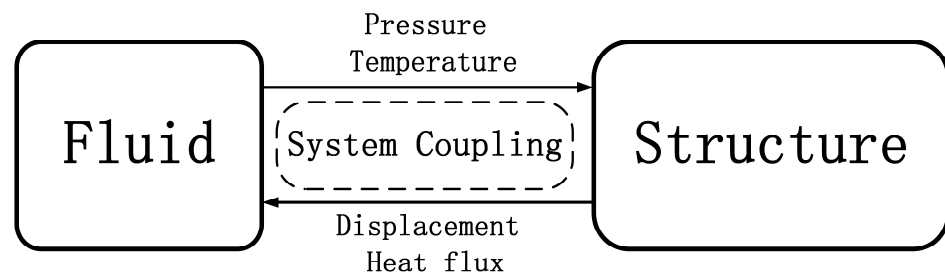 Pressure
Temperature
Fluid
System Coupling
Structure
Displacement
Heat flux